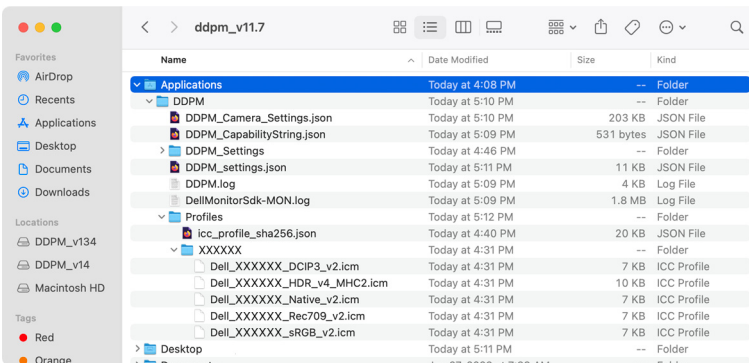 ddpm_v11.7
Favorites
AirDrop
Recents
Applications
Desktop
Documents
Downloads
Locations
DDPM_v134
DDPM_v14
Macintosh HD
Tags
Red
Orange
Name Date Modified Size Kind
Applications Today at 4:08 PM -- Folder
DDPM Today at 5:10 PM -- Folder
DDPM_Camera_Settings.json Today at 5:10 PM 203 KB JSON File
DDPM_CapabilityString.json Today at 5:09 PM 531 bytes JSON File
DDPM_Settings Today at 4:46 PM -- Folder
DDPM_settings.json Today at 5:11 PM 11 KB JSON File
DDPM.log Today at 5:09 PM 4 KB Log File
DellMonitorSdk-MON.log Today at 5:09 PM 1.8 MB Log File
Profiles Today at 5:12 PM -- Folder
icc_profile_sha256.json Today at 4:40 PM 20 KB JSON File
XXXXXX Today at 4:31 PM -- Folder
Dell_XXXXXX_DCIP3_v2.icm Today at 4:31 PM 7 KB ICC Profile
Dell_XXXXXX_HDR_v4_MHC2.icm Today at 4:31 PM 10 KB ICC Profile
Dell_XXXXXX_Native_v2.icm Today at 4:31 PM 7 KB ICC Profile
Dell_XXXXXX_Rec709_v2.icm Today at 4:31 PM 7 KB ICC Profile
Dell_XXXXXX_sRGB_v2.icm Today at 4:31 PM 7 KB ICC Profile
Desktop Today at 5:11 PM -- Folder